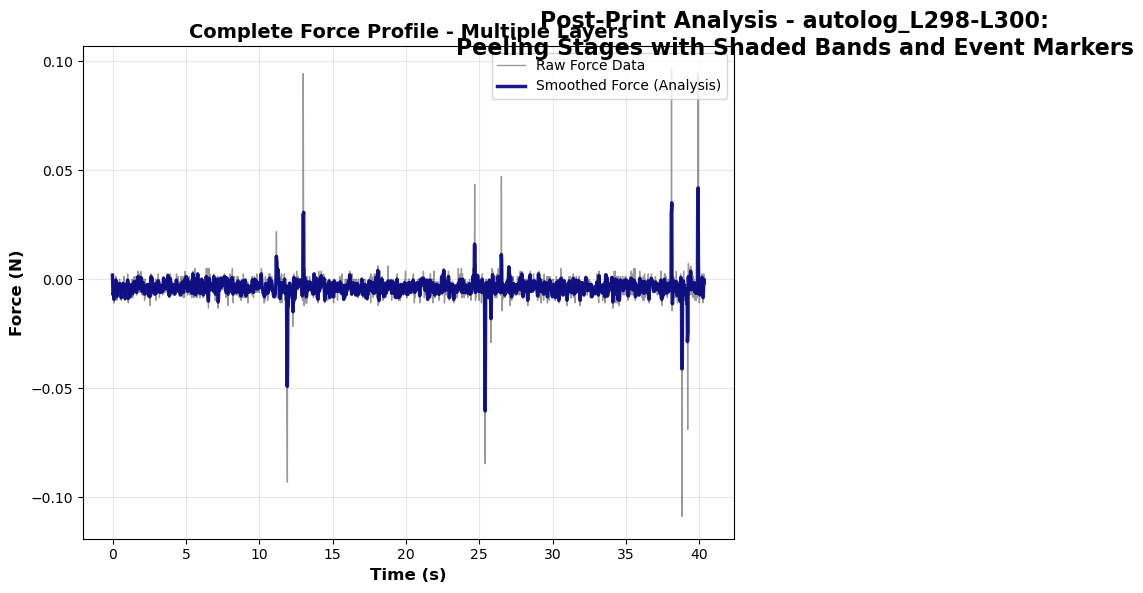 Post-Print Analysis - autolog_L298-L300:
Peeling Stages with Shaded Bands and Event Markers
Complete Force Profile - Multiple Layers
Raw Force Data
Smoothed Force (Analysis)
Force (N)
0.10
0.05
0.00
−0.05
−0.10
0 5 10 15 20 25 30 35 40
Time (s)